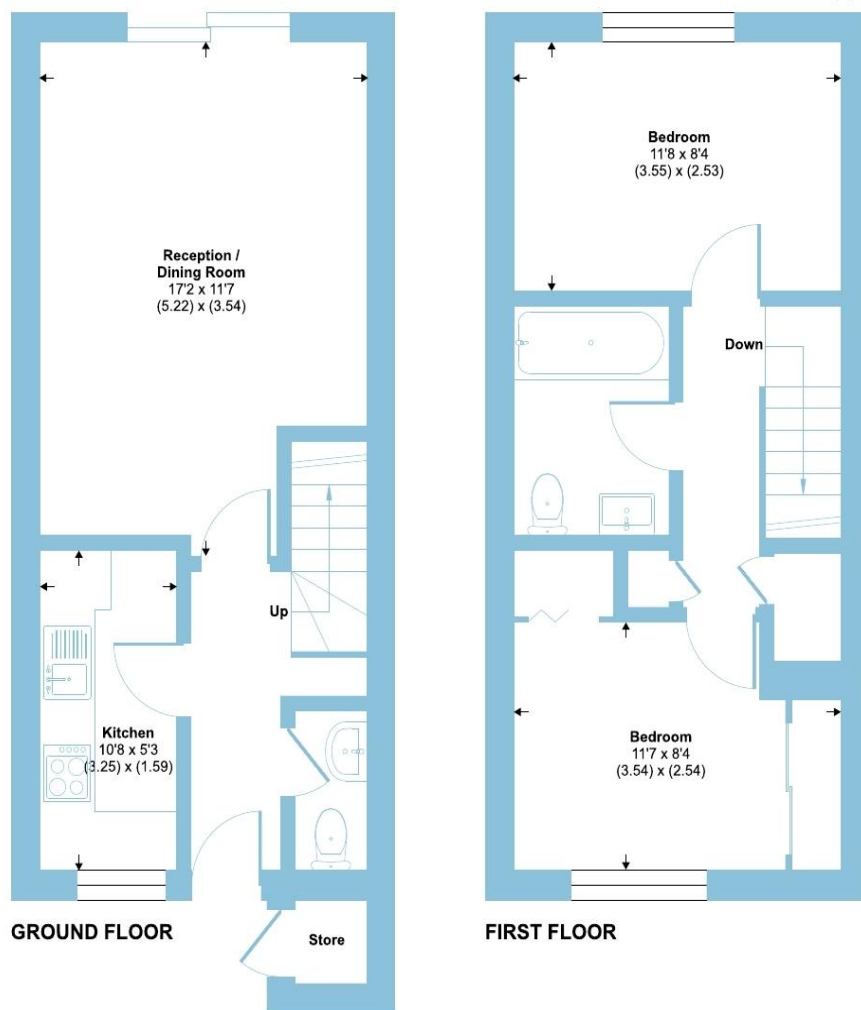 Reception /
Dining Room
17'2 x 11'7
(5.22) x (3.54)
Up
Kitchen
10'8 x 5'3
(3.25) x (1.59)
Store
GROUND FLOOR
Bedroom
11'8 x 8'4
(3.55) x (2.53)
Down
Bedroom
11'7 x 8'4
(3.54) x (2.54)
FIRST FLOOR